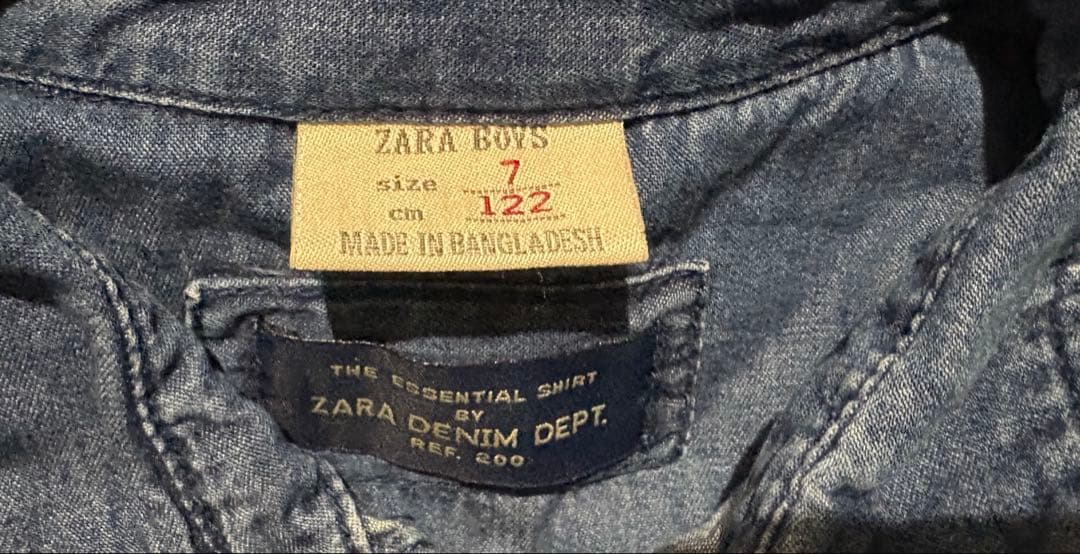 ZARA BOYS
size 7
cm 122
MADE IN BANGLADESH
THE ESSENTIAL SHIRT
BY
ZARA DENIM DEPT.
REF. 200